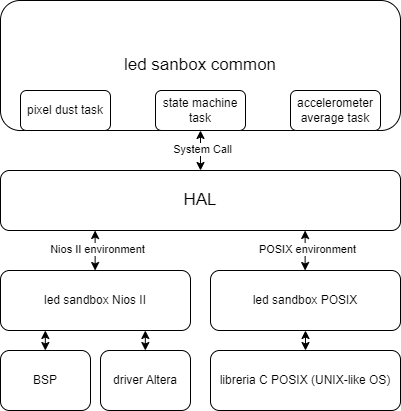 led sanbox common
pixel dust task
state machine
task
accelerometer
average task
System Call
HAL
Nios II environment
POSIX environment
led sandbox Nios II
led sandbox POSIX
BSP
driver Altera
libreria C POSIX (UNIX-like OS)